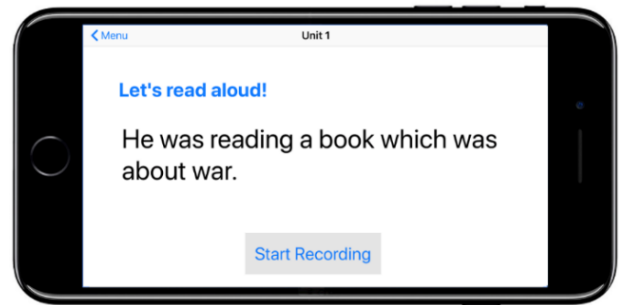 Menu
Unit 1
Let's read aloud!
He was reading a book which was
about war.
Start Recording